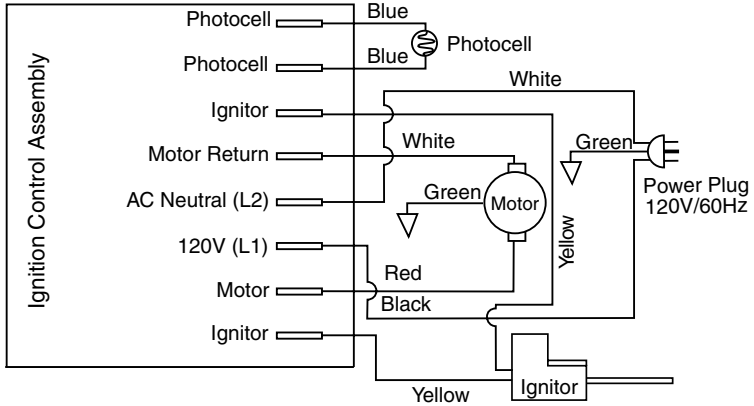 Ignition Control Assembly
Photocell
Blue
Photocell
Blue
Photocell
White
Ignitor
Motor Return
White
Green
AC Neutral (L2)
Green
Motor
Power Plug
120V/60Hz
120V (L1)
Yellow
Motor
Red
Black
Ignitor
Yellow
Ignitor